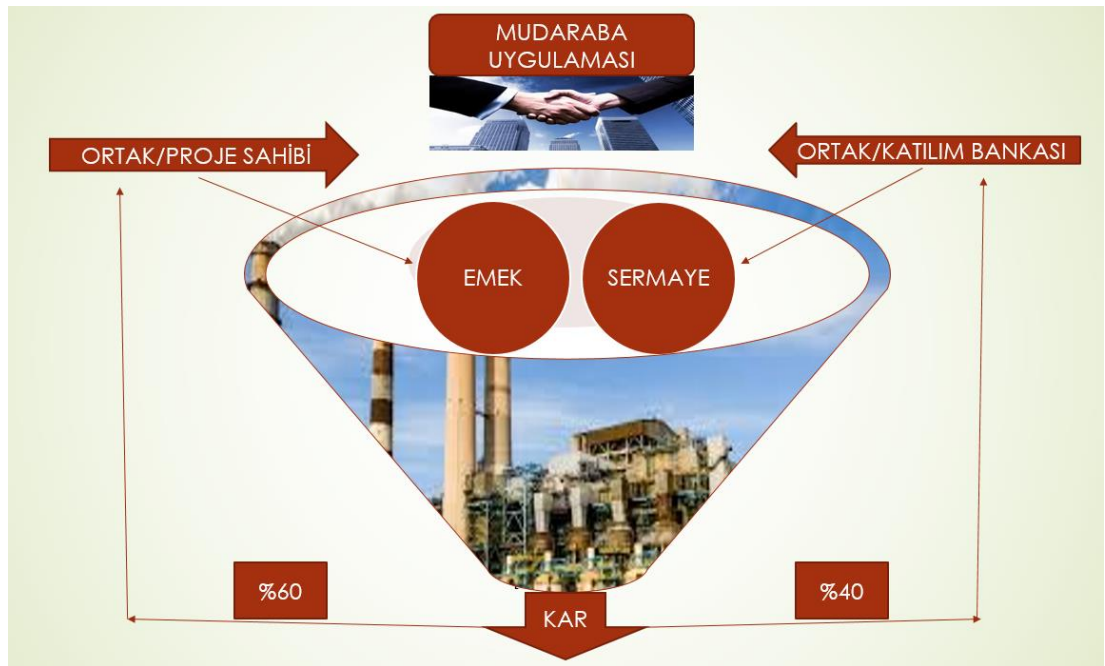 MUDARABA
UYGULAMASI
ORTAK/PROJE SAHİBİ
ORTAK/KATILIM BANKASI
EMEK
SERMAYE
%60
%40
KAR